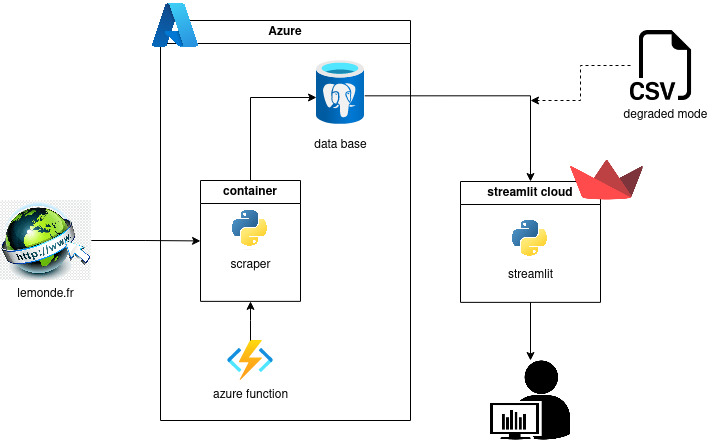 Azure
CSV
degraded mode
data base
container
streamlit cloud
http://www.
scraper
streamlit
lemonde.fr
azure function